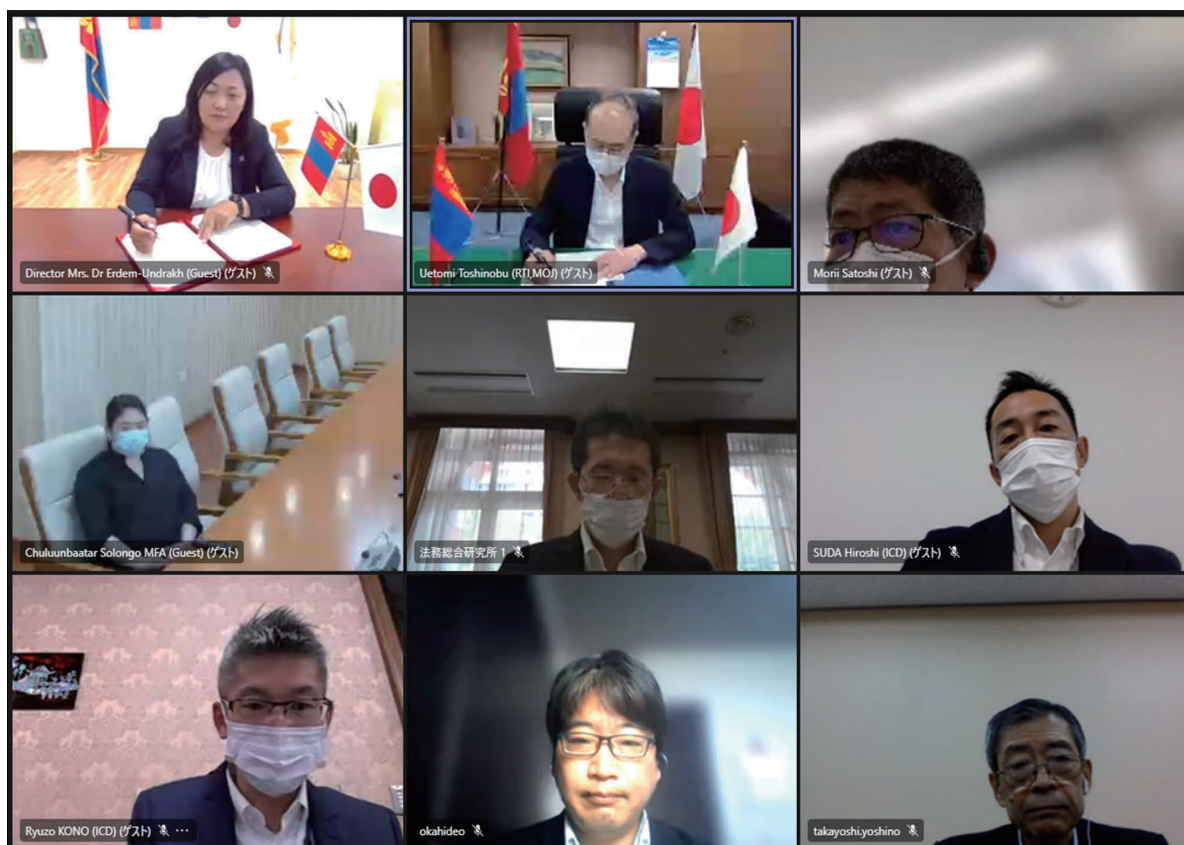 Director Mrs. Dr Erdem-Undrakh (Guest) (ゲスト)
Uetomi Toshinobu (RTI,MOJ) (ゲスト)
Morii Satoshi (ゲスト)
Chuluunbaatar Solongo MFA (Guest) (ゲスト)
法務総合研究所 1
SUDA Hiroshi (ICD) (ゲスト)
Ryuzo KONO (ICD) (ゲスト)
okahideo
takayoshi.yoshino